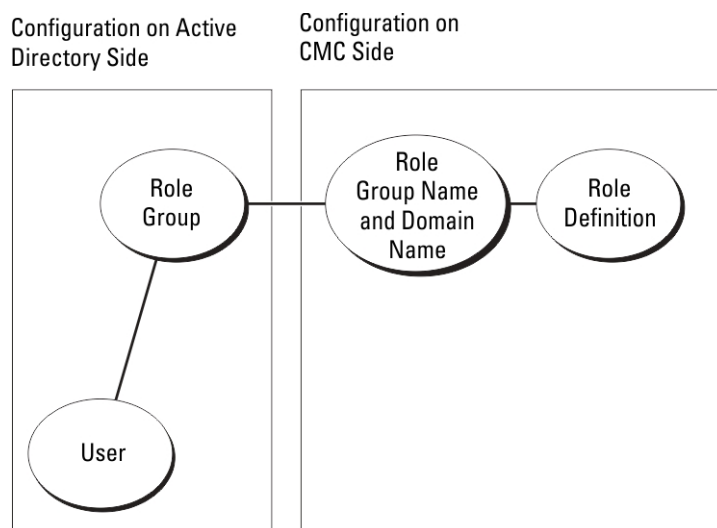 Configuration on Active
Directory Side
Configuration on
CMC Side
Role
Group
Role
Group Name
and Domain
Name
Role
Definition
User